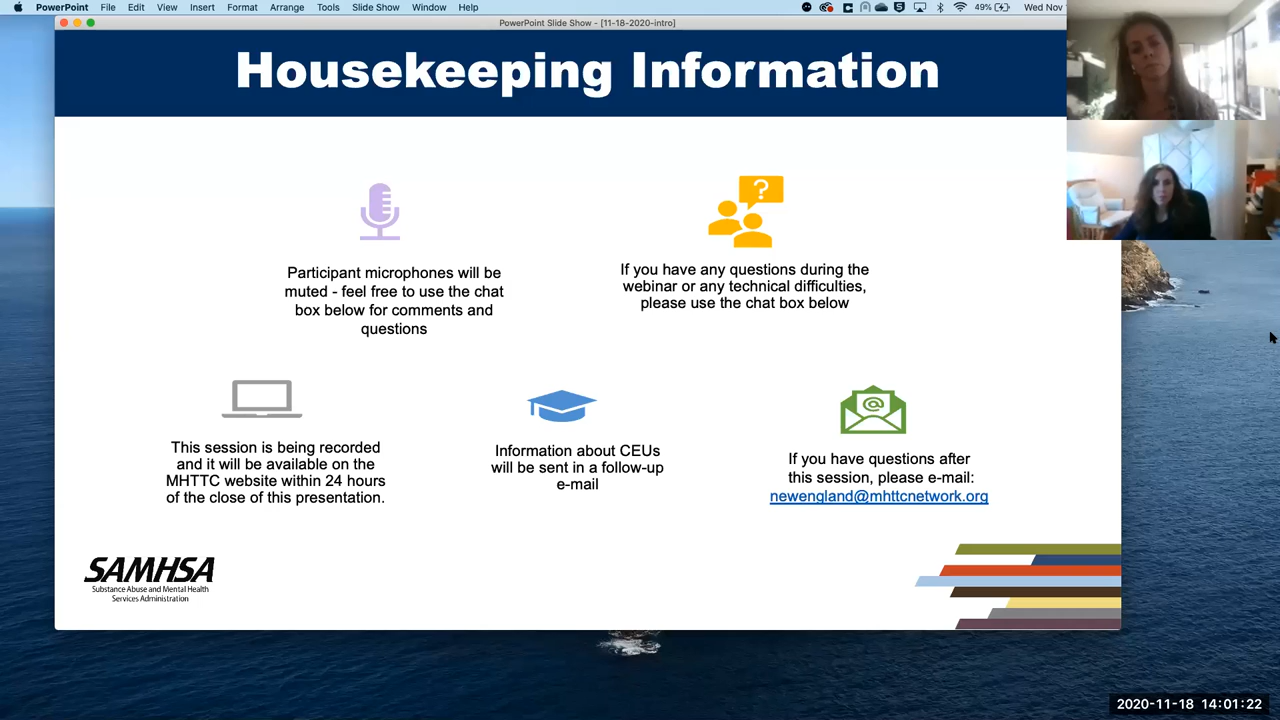 PowerPoint File Edit View Insert Format Arrange Tools Slide Show Window Help 49% Wed Nov
PowerPoint Slide Show - [11-18-2020-intro]
Housekeeping Information
?
Participant microphones will be
muted - feel free to use the chat
box below for comments and
questions
If you have any questions during the
webinar or any technical difficulties,
please use the chat box below
This session is being recorded
and it will be available on the
MHTTC website within 24 hours
of the close of this presentation.
Information about CEUs
will be sent in a follow-up
e-mail
@
If you have questions after
this session, please e-mail:
newengland@mhttcnetwork.org
SAMHSA
Substance Abuse and Mental Health
Services Administration
2020-11-18 14:01:22